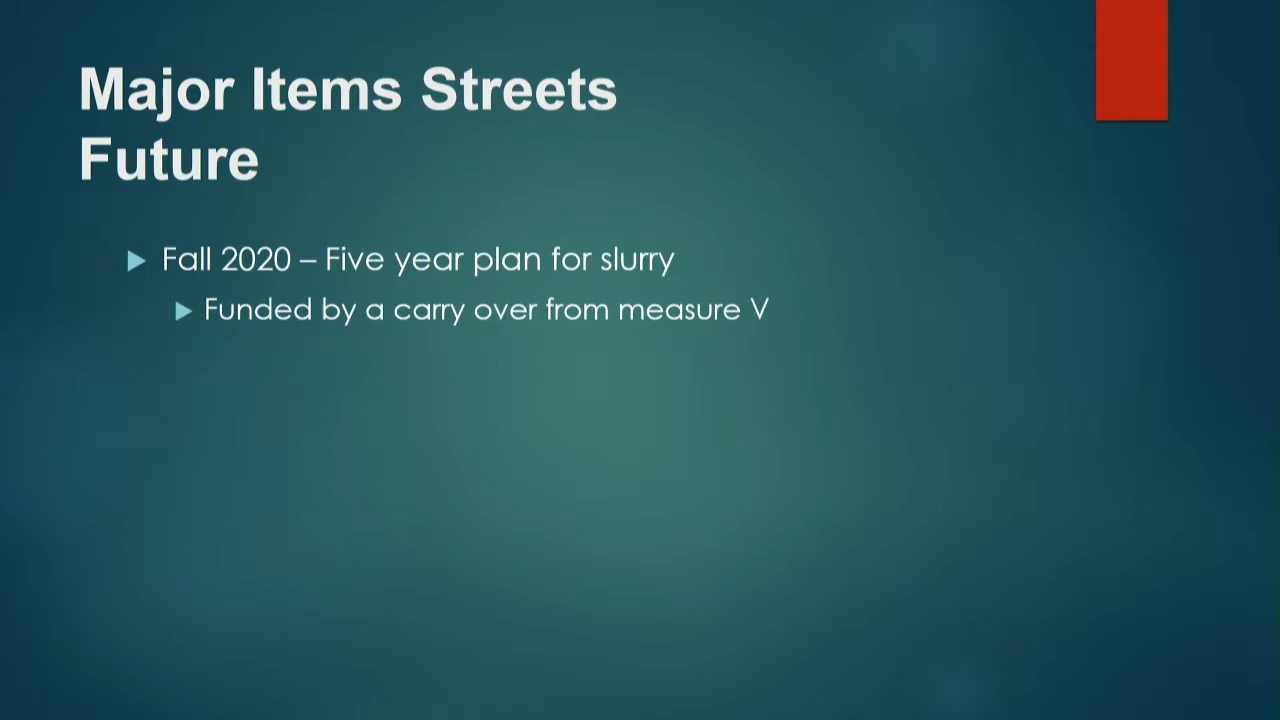 Major Items Streets
Future
Fall 2020 – Five year plan for slurry
Funded by a carry over from measure V